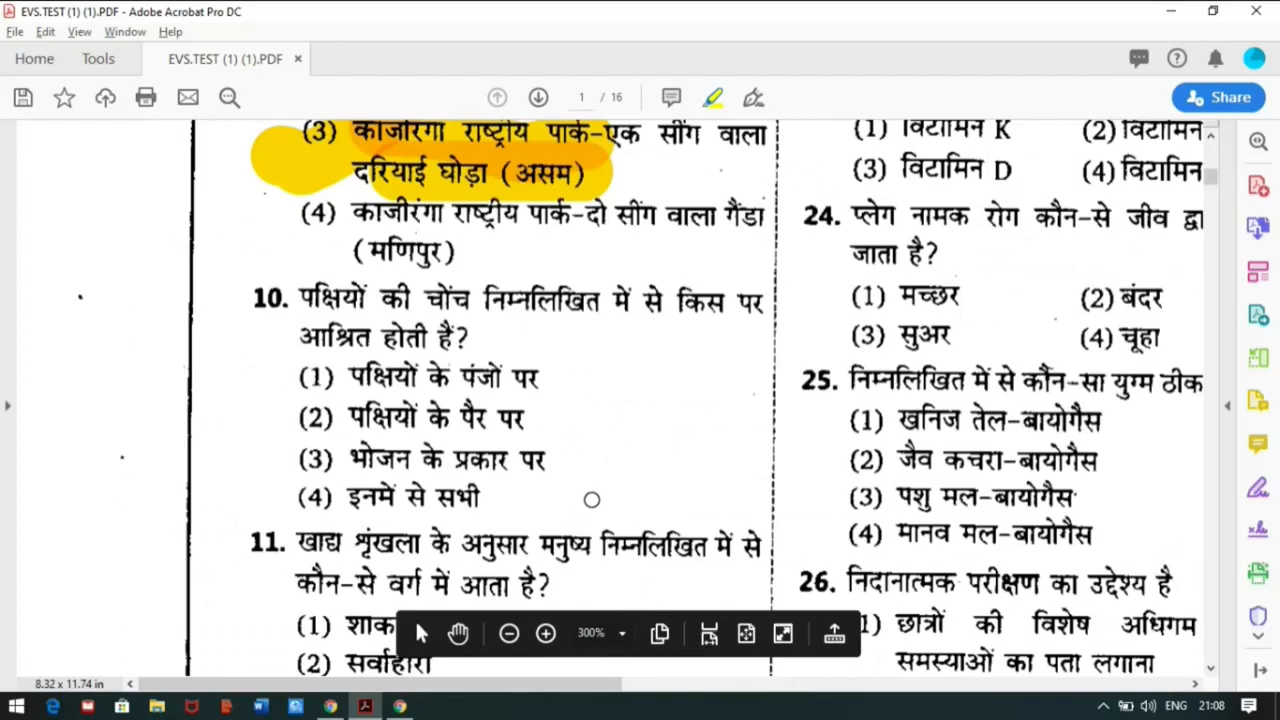 EVS.TEST (1) (1).PDF - Adobe Acrobat Pro DC
File Edit View Window Help
Home Tools EVS.TEST (1) (1).PDF ×
1 / 16
Share
(3) काजीरंगा राष्ट्रीय पार्क-एक सींग वाला
दरियाई घोड़ा (असम)
(4) काजीरंगा राष्ट्रीय पार्क-दो सींग वाला गैंडा
(मणिपुर)
10. पक्षियों की चोंच निम्नलिखित में से किस पर
आश्रित होती हैं?
(1) पक्षियों के पंजों पर
(2) पक्षियों के पैर पर
(3) भोजन के प्रकार पर
(4) इनमें से सभी
11. खाद्य शृंखला के अनुसार मनुष्य निम्नलिखित में से
कौन-से वर्ग में आता है?
(1) शाक
(2) सर्वाहारी
(1) विटामिन K (2) विटामिन
(3) विटामिन D (4) विटामिन
24. प्लेग नामक रोग कौन-से जीव द्वा
जाता है?
(1) मच्छर (2) बंदर
(3) सुअर (4) चूहा
25. निम्नलिखित में से कौन-सा युग्म ठीक
(1) खनिज तेल-बायोगैस
(2) जैव कचरा-बायोगैस
(3) पशु मल-बायोगैस
(4) मानव मल-बायोगैस
26. निदानात्मक परीक्षण का उद्देश्य है
1) छात्रों की विशेष अधिगम
समस्याओं का पता लगाना
300%
8.32 x 11.74 in
ENG 21:08